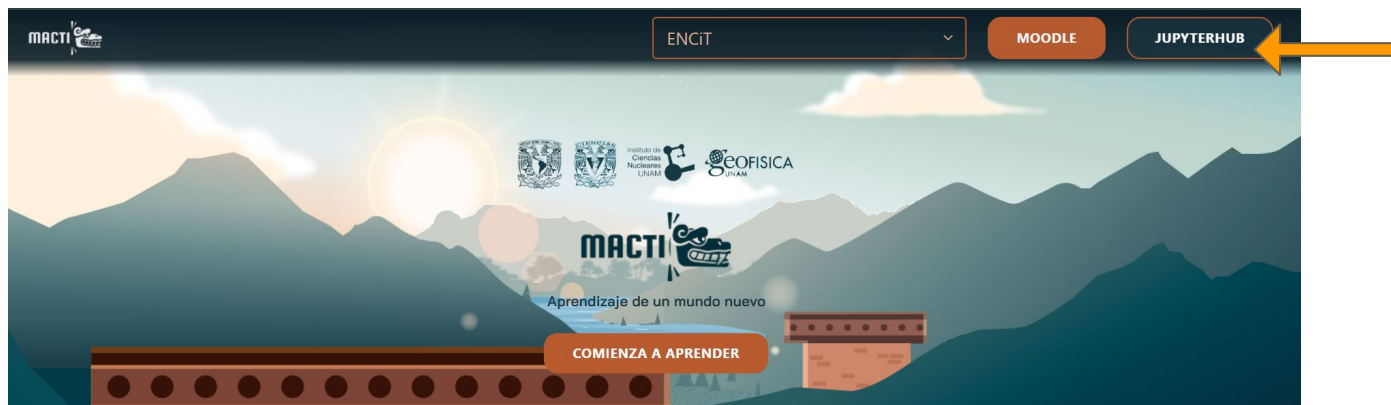 MACTI
ENCiT
MOODLE
JUPYTERHUB
CIENCIAS
Instituto de
Ciencias
Nucleares
UNAM
GEOFISICA
UNAM
MACTI
Aprendizaje de un mundo nuevo
COMIENZA A APRENDER